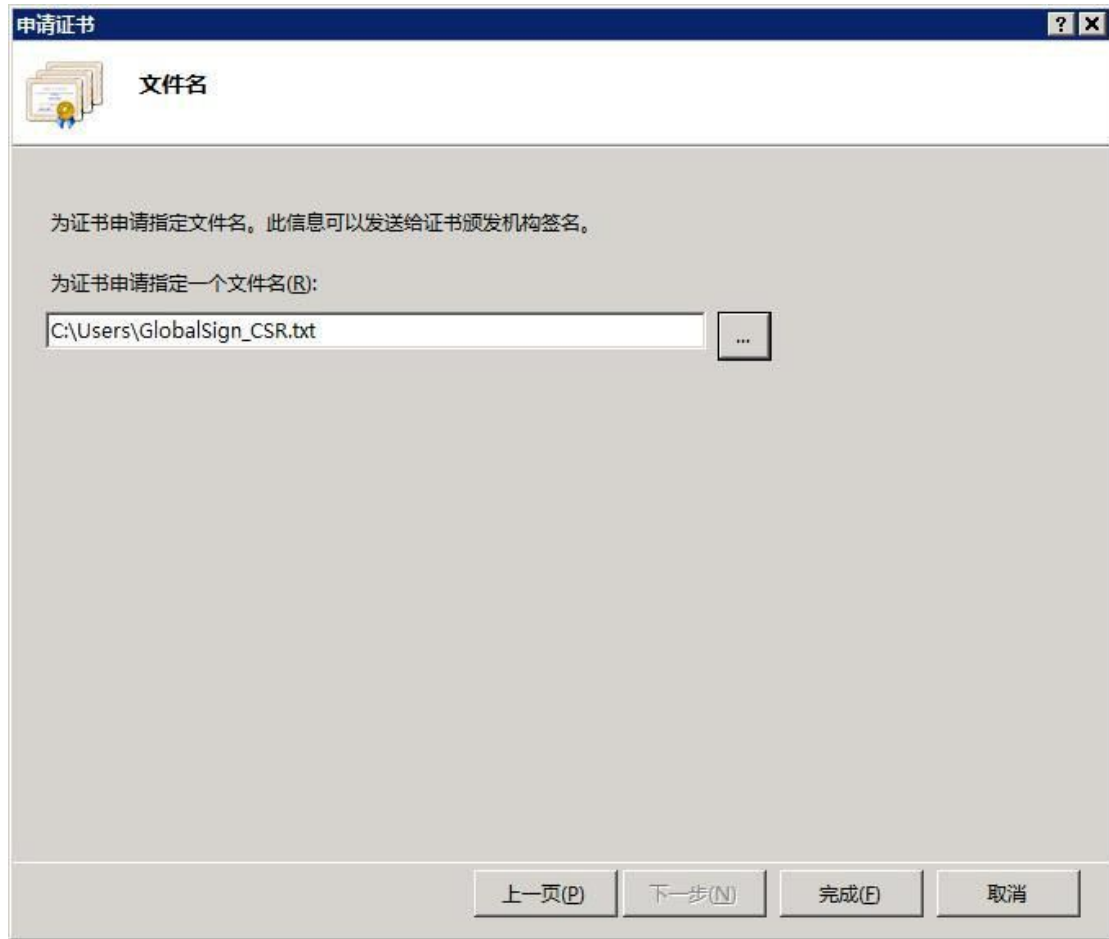 申请证书
文件名
为证书申请指定文件名。此信息可以发送给证书颁发机构签名。
为证书申请指定一个文件名(R):
C:\Users\GlobalSign_CSR.txt
...
上一页(P) 下一步(N) 完成(F) 取消